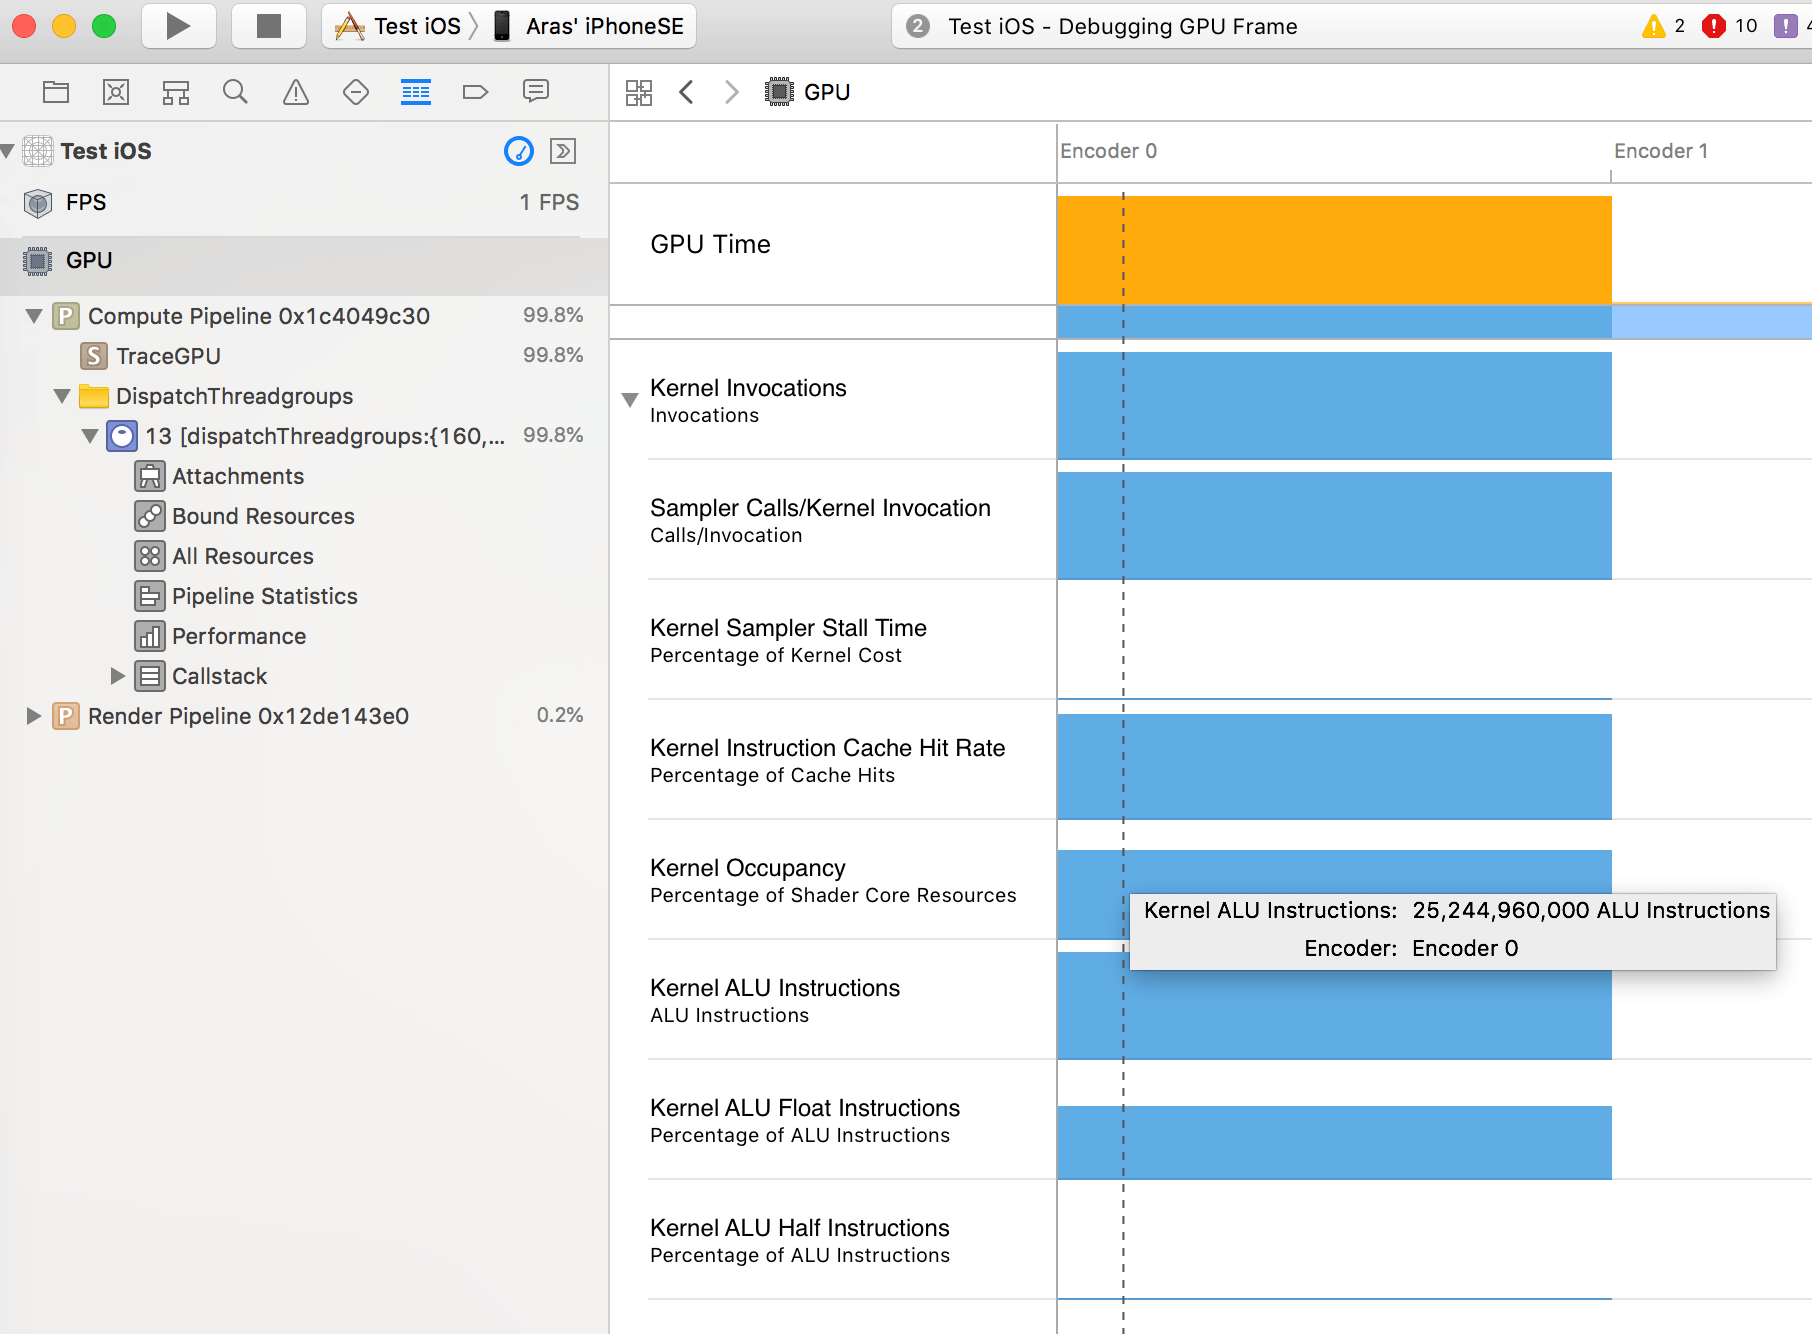 Test iOS
Aras' iPhoneSE
2
Test iOS - Debugging GPU Frame
2
10
GPU
Test iOS
FPS
1 FPS
GPU
P Compute Pipeline 0x1c4049c30
99.8%
S TraceGPU
99.8%
DispatchThreadgroups
13 [dispatchThreadgroups:{160,...
99.8%
Attachments
Bound Resources
All Resources
Pipeline Statistics
Performance
Callstack
P Render Pipeline 0x12de143e0
0.2%
Encoder 0
Encoder 1
GPU Time
Kernel Invocations
Invocations
Sampler Calls/Kernel Invocation
Calls/Invocation
Kernel Sampler Stall Time
Percentage of Kernel Cost
Kernel Instruction Cache Hit Rate
Percentage of Cache Hits
Kernel Occupancy
Percentage of Shader Core Resources
Kernel ALU Instructions: 25,244,960,000 ALU Instructions
Encoder: Encoder 0
Kernel ALU Instructions
ALU Instructions
Kernel ALU Float Instructions
Percentage of ALU Instructions
Kernel ALU Half Instructions
Percentage of ALU Instructions